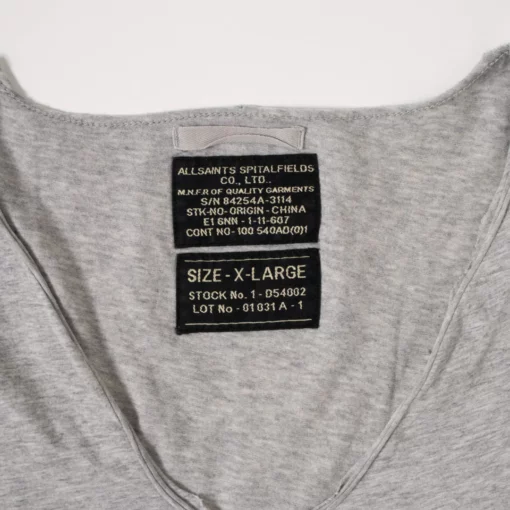 ALLSAINTS SPITALFIELDS
CO., LTD..
M.N.F.R OF QUALITY GARMENTS
S/N 84254A-3114
STK-NO- ORIGIN - CHINA
E1 6NN - 1-11-667
CONT NO - 100 540AD(0)1
SIZE - X-LARGE
STOCK No. 1 - D54002
LOT No - 01031 A - 1